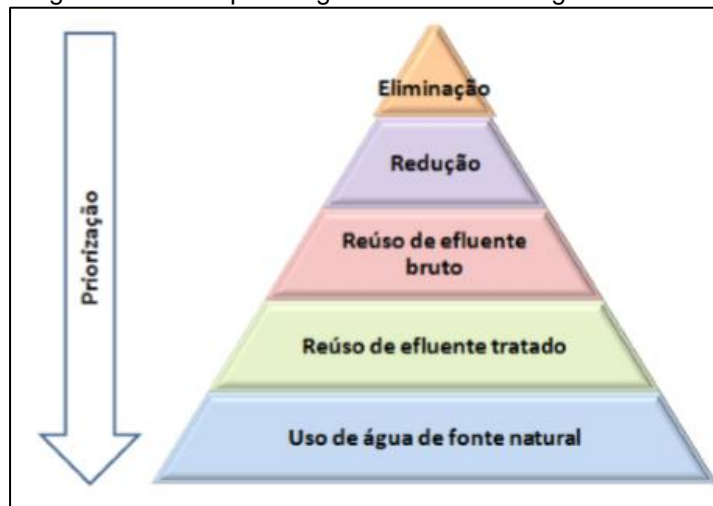 Eliminação
Redução
Reúso de efluente
bruto
Reúso de efluente tratado
Uso de água de fonte natural
Priorização